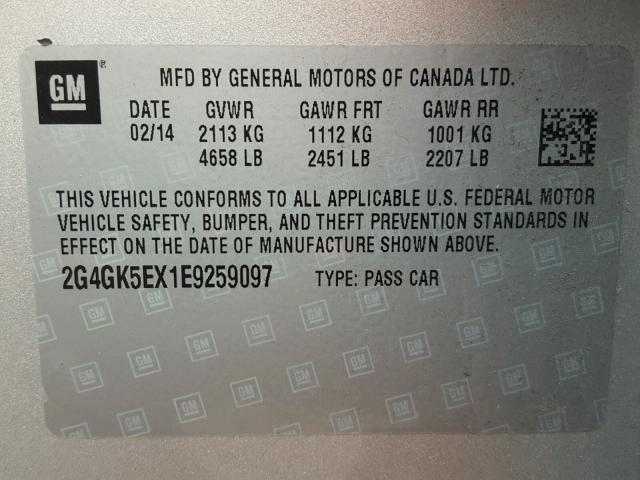 GM ®
MFD BY GENERAL MOTORS OF CANADA LTD.
DATE GVWR GAWR FRT GAWR RR
02/14 2113 KG 1112 KG 1001 KG
4658 LB 2451 LB 2207 LB
THIS VEHICLE CONFORMS TO ALL APPLICABLE U.S. FEDERAL MOTOR
VEHICLE SAFETY, BUMPER, AND THEFT PREVENTION STANDARDS IN
EFFECT ON THE DATE OF MANUFACTURE SHOWN ABOVE.
2G4GK5EX1E9259097 TYPE: PASS CAR